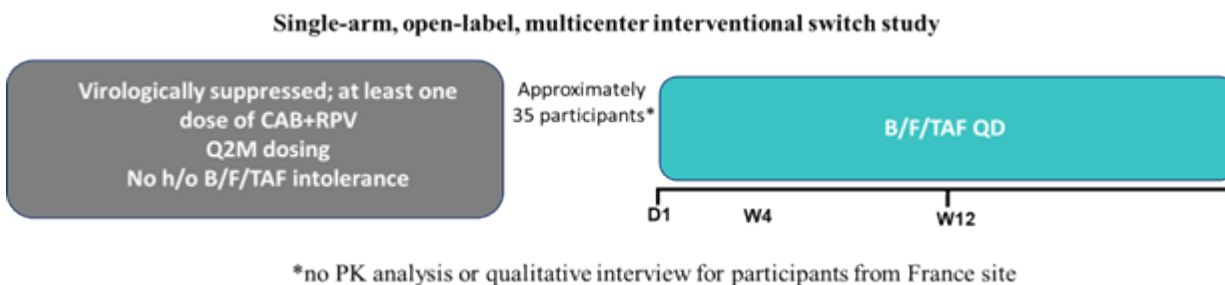 Single-arm, open-label, multicenter interventional switch study
Virologically suppressed; at least one
dose of CAB+RPV
Q2M dosing
No h/o B/F/TAF intolerance
Approximately
35 participants*
B/F/TAF QD
D1
W4
W12
*no PK analysis or qualitative interview for participants from France site